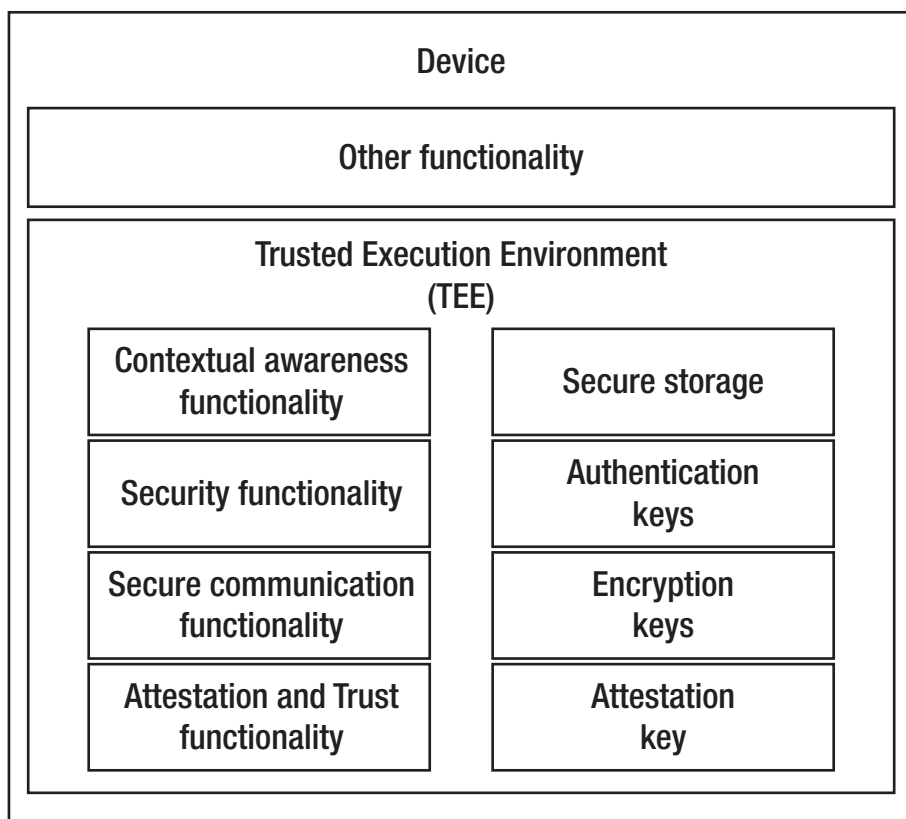 Device
Other functionality
Trusted Execution Environment
(TEE)
Contextual awareness
functionality
Secure storage
Security functionality
Authentication
keys
Secure communication
functionality
Encryption
keys
Attestation and Trust
functionality
Attestation
key